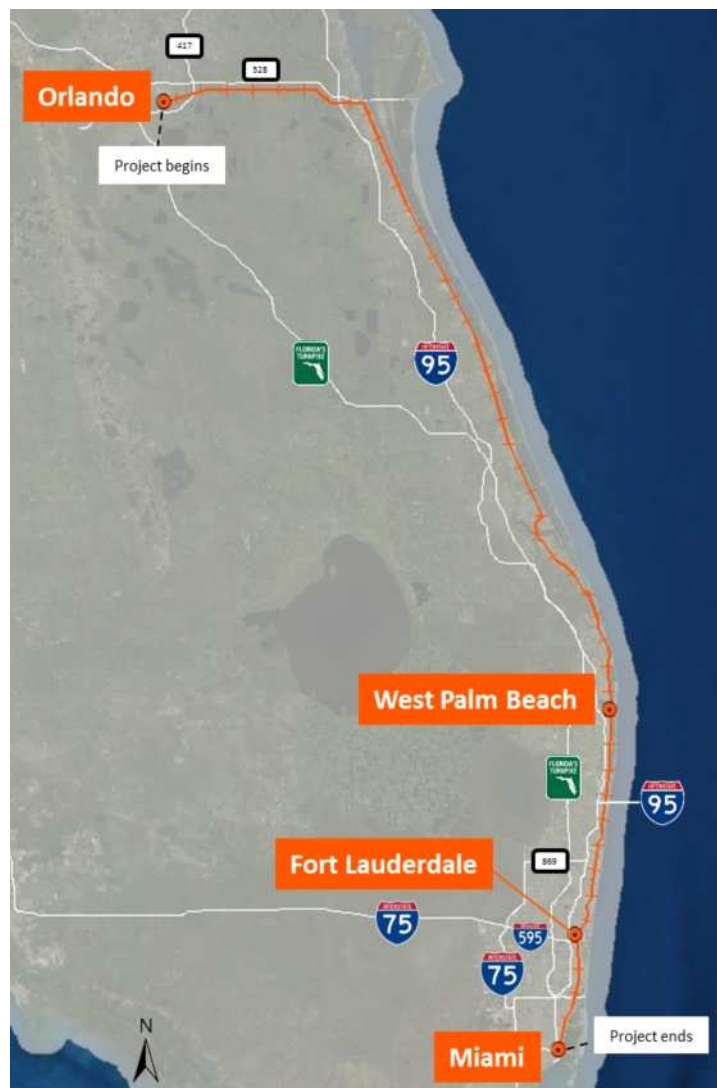 417
528
Orlando
Project begins
FLORIDA'S
TURNPIKE
INTERSTATE
95
West Palm Beach
FLORIDA'S
TURNPIKE
INTERSTATE
95
Fort Lauderdale
869
INTERSTATE
75
595
INTERSTATE
75
N
Project ends
Miami